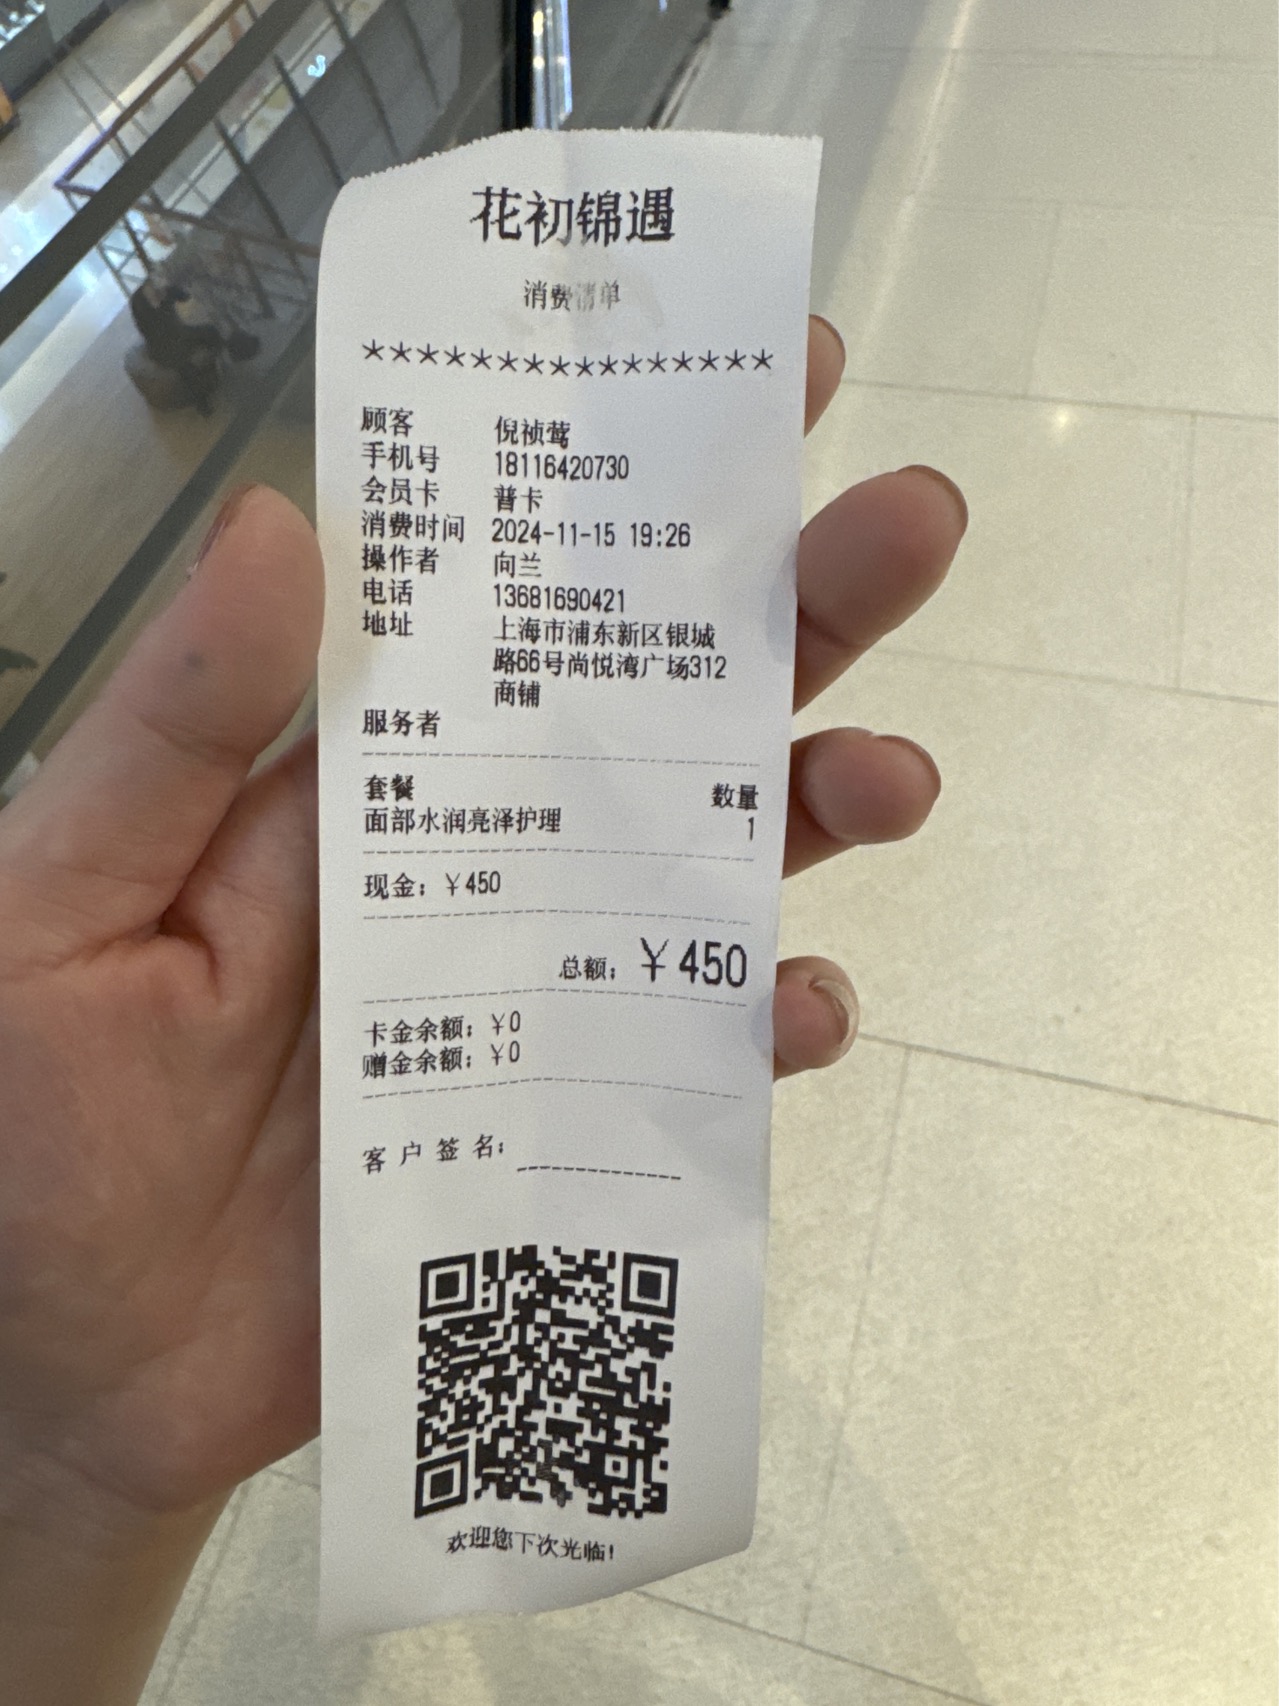 花初锦遇
消费清单
****************
顾客 倪祯莺
手机号 18116420730
会员卡 普卡
消费时间 2024-11-15 19:26
操作者 向兰
电话 13681690421
地址 上海市浦东新区银城
路66号尚悦湾广场312
商铺
服务者
套餐 数量
面部水润亮泽护理 1
现金：￥450
总额：￥450
卡金余额：￥0
赠金余额：￥0
客 户 签 名：
欢迎您下次光临！